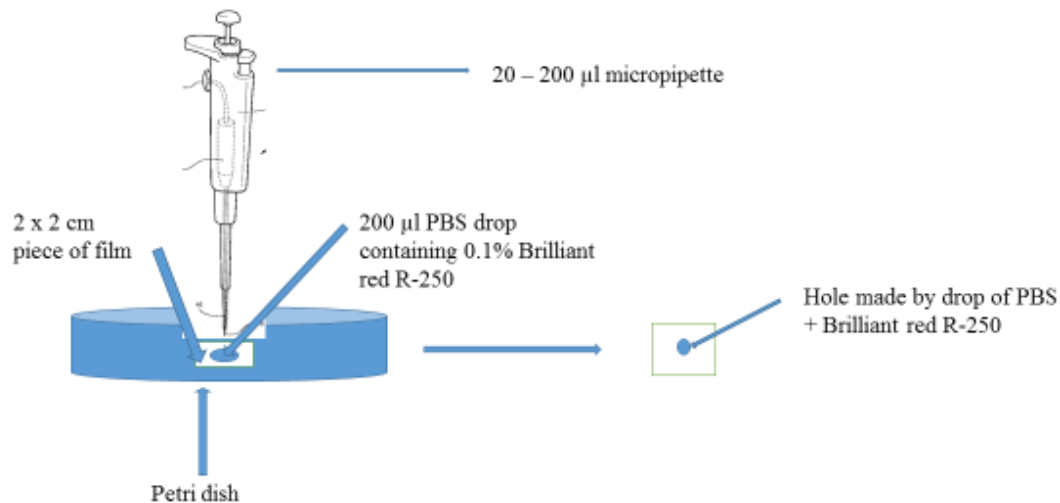 20 – 200 µl micropipette
2 x 2 cm
piece of film
200 µl PBS drop
containing 0.1% Brilliant
red R-250
Hole made by drop of PBS
+ Brilliant red R-250
Petri dish